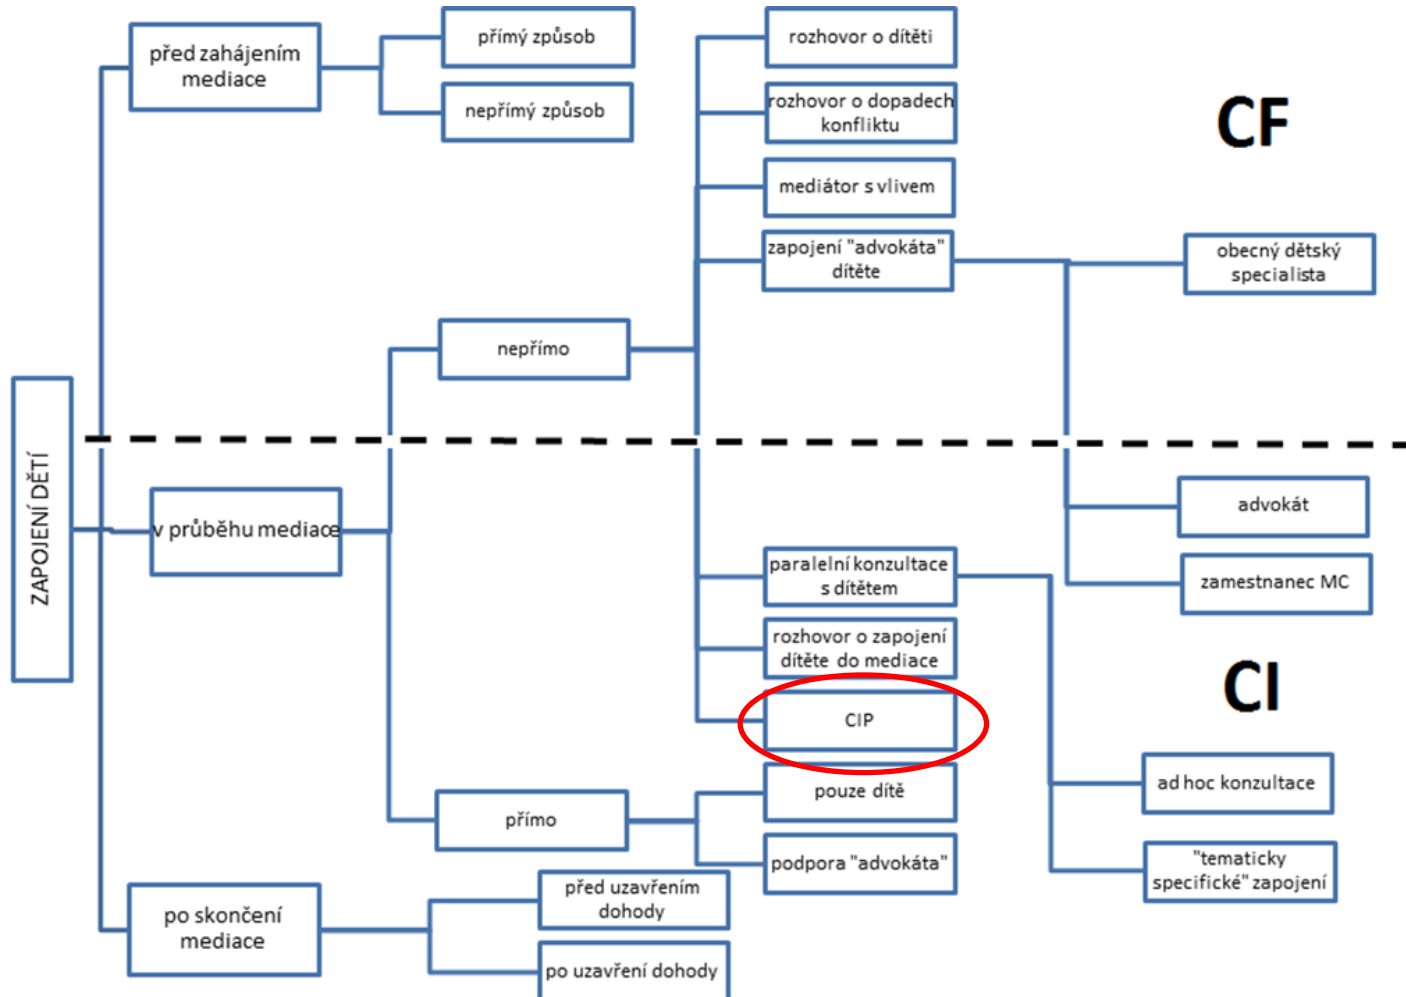 ZAPOJENÍ DĚTÍ
před zahájením
mediace
přímý způsob
nepřímý způsob
v průběhu mediace
nepřímo
rozhovor o dítěti
rozhovor o dopadech
konfliktu
mediátor s vlivem
zapojení "advokáta"
dítěte
obecný dětský
specialista
advokát
zamestnanec MC
paralelní konzultace
s dítětem
ad hoc konzultace
"tematicky
specifické" zapojení
rozhovor o zapojení
dítěte do mediace
CIP
přímo
pouze dítě
podpora "advokáta"
po skončení
mediace
před uzavřením
dohody
po uzavření dohody
CF
CI